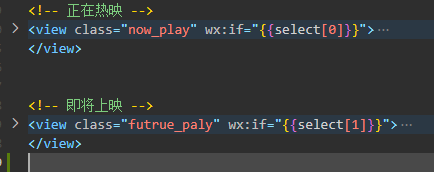 <!-- 正在热映 -->
<view class="now_play" wx:if="{{select[0]}}">…
</view>
<!-- 即将上映 -->
<view class="futrue_paly" wx:if="{{select[1]}}">…
</view>